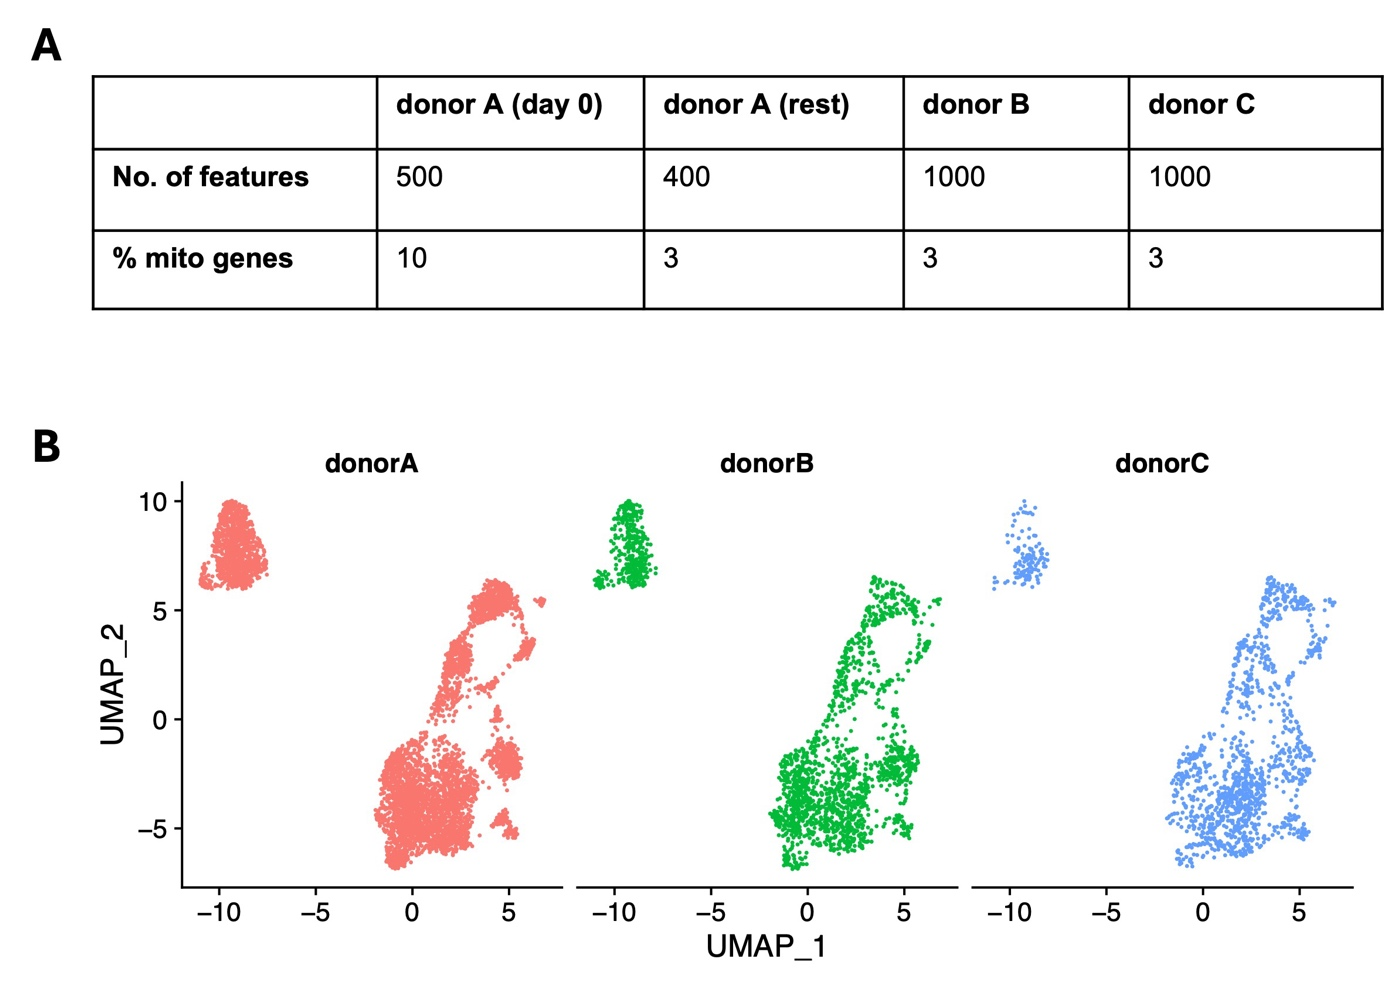 A
donor A (day 0) donor A (rest) donor B donor C
No. of features 500 400 1000 1000
% mito genes 10 3 3 3
B
donorA donorB donorC
10
5
0
−5
UMAP_2
−10 −5 0 5 −10 −5 0 5 −10 −5 0 5
UMAP_1